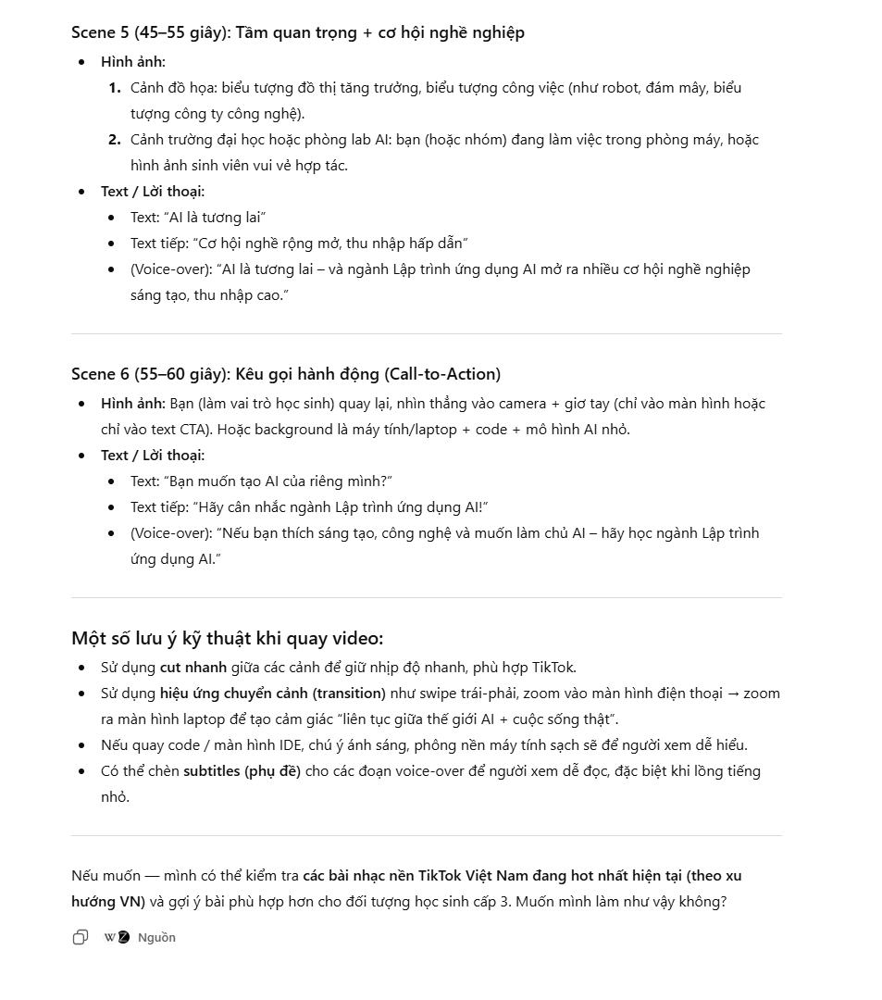 Scene 5 (45–55 giây): Tầm quan trọng + cơ hội nghề nghiệp
• Hình ảnh:
1. Cảnh đồ họa: biểu tượng đồ thị tăng trưởng, biểu tượng công việc (như robot, đám mây, biểu
tượng công ty công nghệ).
2. Cảnh trường đại học hoặc phòng lab AI: bạn (hoặc nhóm) đang làm việc trong phòng máy, hoặc
hình ảnh sinh viên vui vẻ hợp tác.
• Text / Lời thoại:
• Text: “AI là tương lai”
• Text tiếp: “Cơ hội nghề rộng mở, thu nhập hấp dẫn”
• (Voice-over): “AI là tương lai – và ngành Lập trình ứng dụng AI mở ra nhiều cơ hội nghề nghiệp
sáng tạo, thu nhập cao.”
Scene 6 (55–60 giây): Kêu gọi hành động (Call-to-Action)
• Hình ảnh: Bạn (làm vai trò học sinh) quay lại, nhìn thẳng vào camera + giơ tay (chỉ vào màn hình hoặc
chỉ vào text CTA). Hoặc background là máy tính/laptop + code + mô hình AI nhỏ.
• Text / Lời thoại:
• Text: “Bạn muốn tạo AI của riêng mình?”
• Text tiếp: “Hãy cân nhắc ngành Lập trình ứng dụng AI!”
• (Voice-over): “Nếu bạn thích sáng tạo, công nghệ và muốn làm chủ AI – hãy học ngành Lập trình
ứng dụng AI.”
Một số lưu ý kỹ thuật khi quay video:
• Sử dụng cut nhanh giữa các cảnh để giữ nhịp độ nhanh, phù hợp TikTok.
• Sử dụng hiệu ứng chuyển cảnh (transition) như swipe trái-phải, zoom vào màn hình điện thoại → zoom
ra màn hình laptop để tạo cảm giác “liên tục giữa thế giới AI + cuộc sống thật”.
• Nếu quay code / màn hình IDE, chú ý ánh sáng, phông nền máy tính sạch sẽ để người xem dễ hiểu.
• Có thể chèn subtitles (phụ đề) cho các đoạn voice-over để người xem dễ đọc, đặc biệt khi lồng tiếng
nhỏ.
Nếu muốn — mình có thể kiểm tra các bài nhạc nền TikTok Việt Nam đang hot nhất hiện tại (theo xu
hướng VN) và gợi ý bài phù hợp hơn cho đối tượng học sinh cấp 3. Muốn mình làm như vậy không?
W Z Nguồn